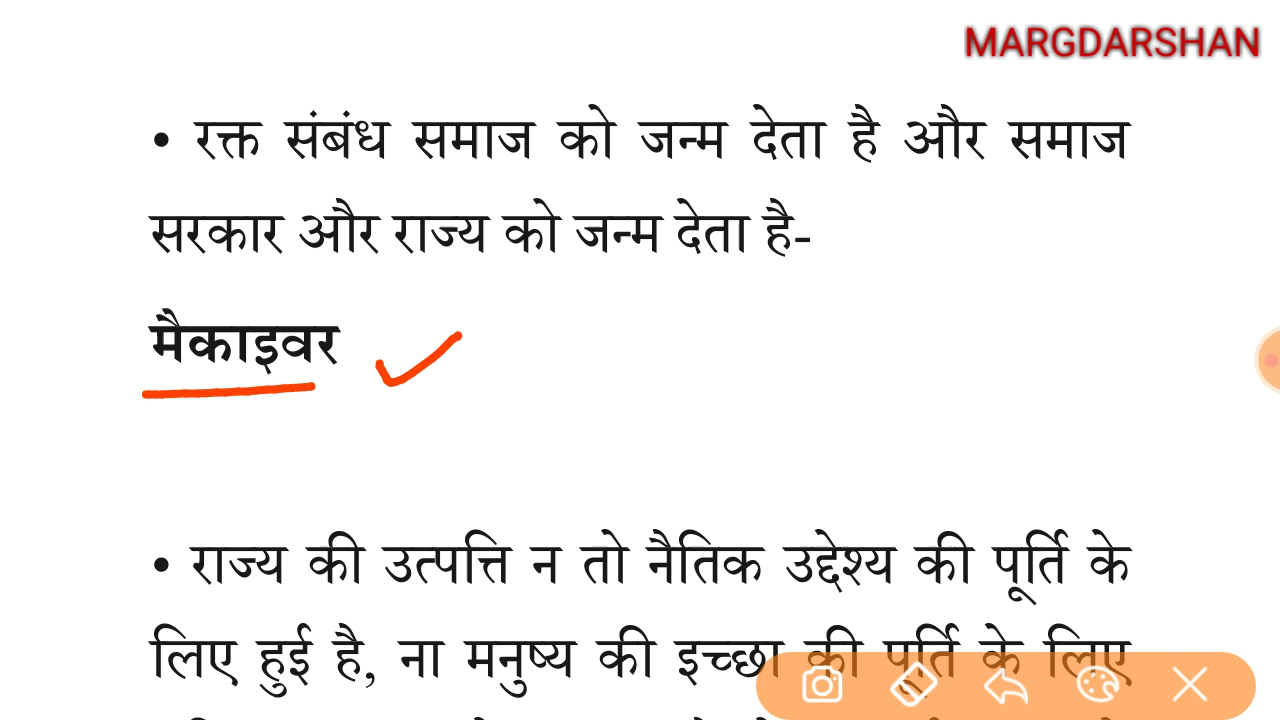 MARGDARSHAN
• रक्त संबंध समाज को जन्म देता है और समाज
सरकार और राज्य को जन्म देता है-
मैकाइवर
• राज्य की उत्पत्ति न तो नैतिक उद्देश्य की पूर्ति के
लिए हुई है, ना मनुष्य की इच्छा की पूर्ति के लिए